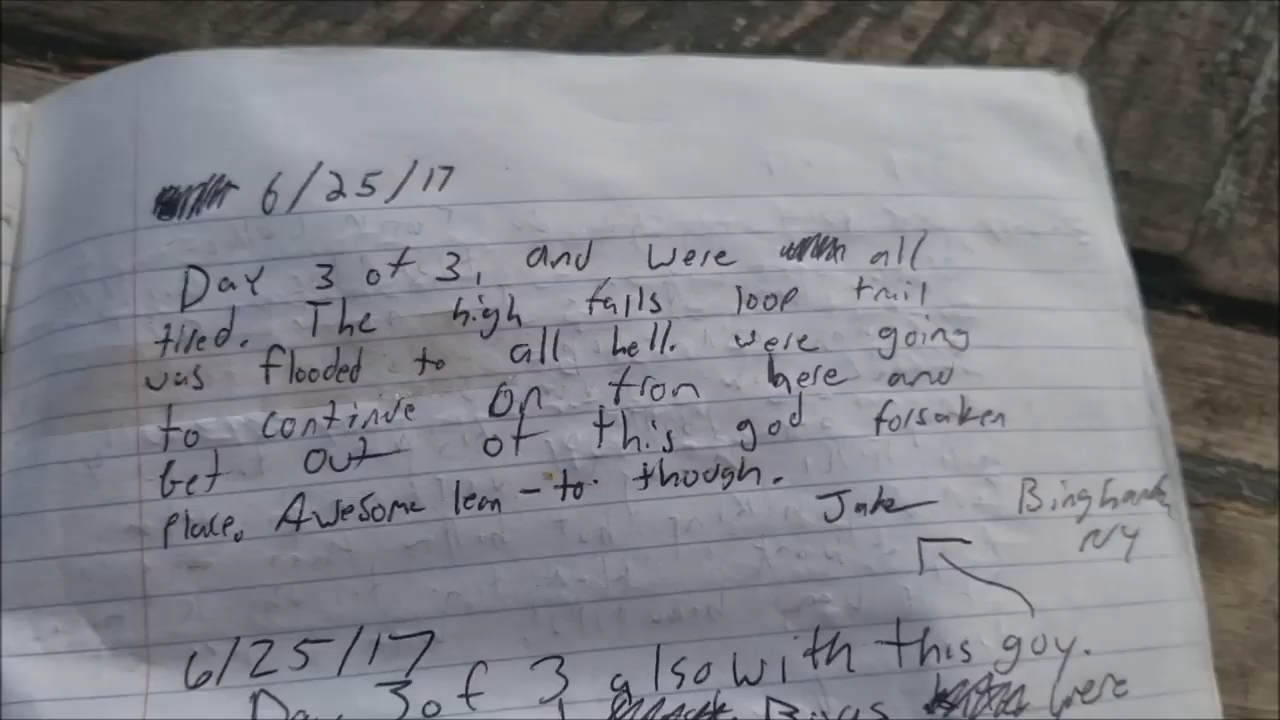 6/25/17
Day 3 of 3, and were all
tired. The high falls loop trail
was flooded to all hell. were going
to continue on from here and
get out of this god forsaken
place. Awesome lean-to though.
Jake Binghamton
NY
6/25/17
Day 3 of 3 also with this guy.
Bugs were